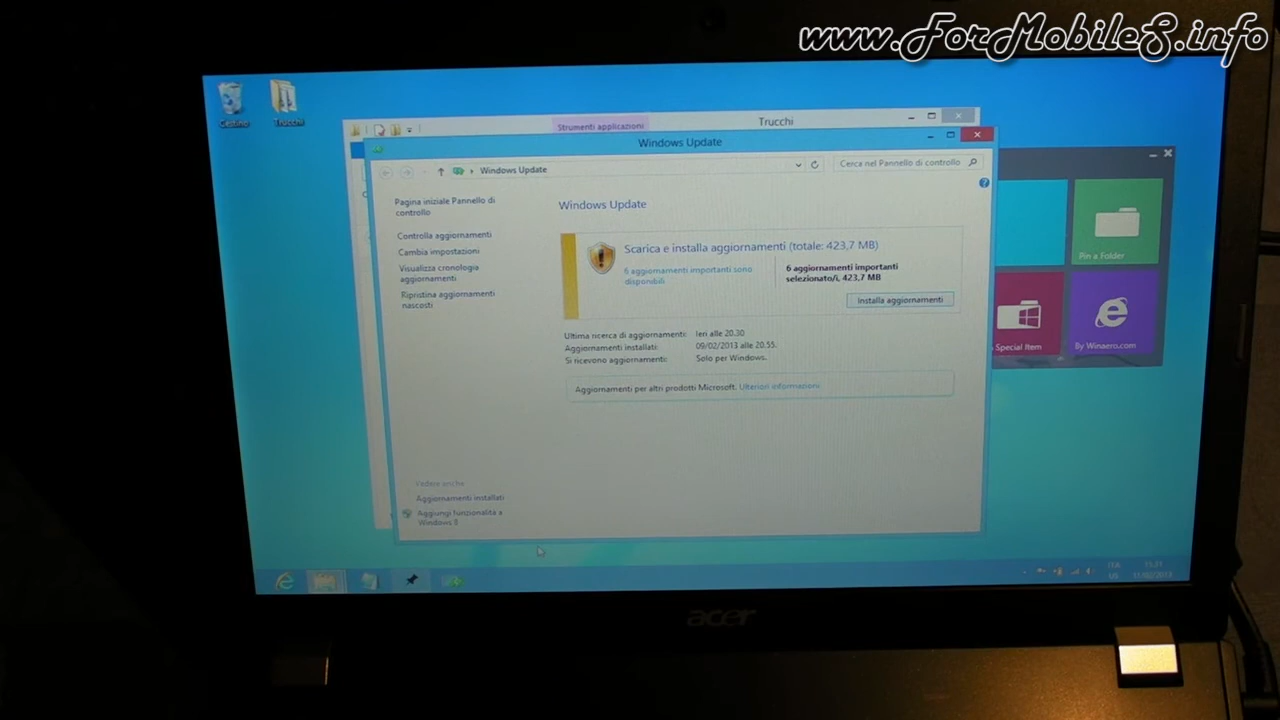 www.ForMobileS.info
Cestino
Trucchi
Strumenti applicazioni
Trucchi
Windows Update
Windows Update
Cerca nel Pannello di controllo
Pagina iniziale Pannello di
controllo
Controlla aggiornamenti
Cambia impostazioni
Visualizza cronologia
aggiornamenti
Ripristina aggiornamenti
nascosti
Windows Update
Scarica e installa aggiornamenti (totale: 423,7 MB)
6 aggiornamenti importanti sono
disponibili
6 aggiornamenti importanti
selezionato/i, 423,7 MB
Installa aggiornamenti
Ultima ricerca di aggiornamenti: Ieri alle 20.30
Aggiornamenti installati: 09/02/2013 alle 20.55.
Si ricevono aggiornamenti: Solo per Windows.
Aggiornamenti per altri prodotti Microsoft. Ulteriori informazioni
Vedere anche
Aggiornamenti installati
Aggiungi funzionalità a
Windows 8
Pin a Folder
Special Item
By Winaero.com
ITA
11/02/2013
acer